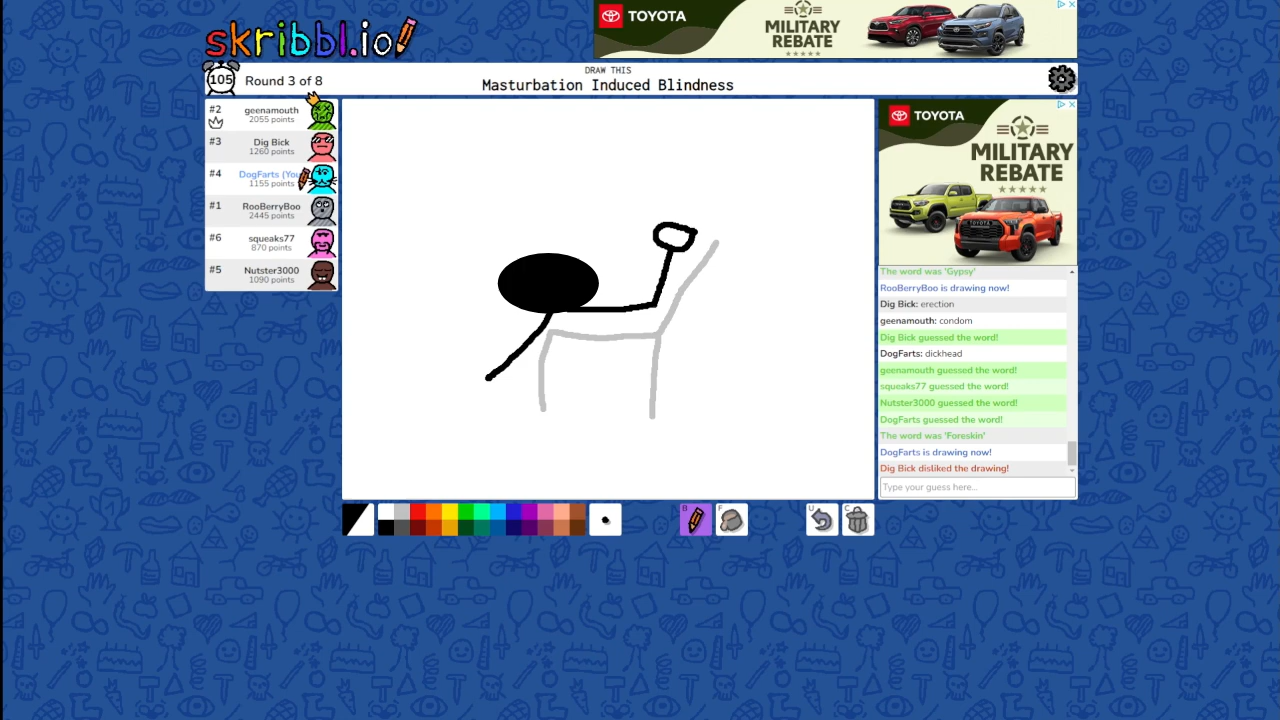 skribbl.io
TOYOTA
MILITARY
REBATE
105
Round 3 of 8
DRAW THIS
Masturbation Induced Blindness
#2
geenamouth
2055 points
#3
Dig Bick
1260 points
#4
DogFarts (You
1155 points
#1
RooBerryBoo
2445 points
#6
squeaks77
870 points
#5
Nutster3000
1090 points
TOYOTA
MILITARY
REBATE
The word was 'Gypsy'
RooBerryBoo is drawing now!
Dig Bick: erection
geenamouth: condom
Dig Bick guessed the word!
DogFarts: dickhead
geenamouth guessed the word!
squeaks77 guessed the word!
Nutster3000 guessed the word!
DogFarts guessed the word!
The word was 'Foreskin'
DogFarts is drawing now!
Dig Bick disliked the drawing!
Type your guess here...
B
F
U
C